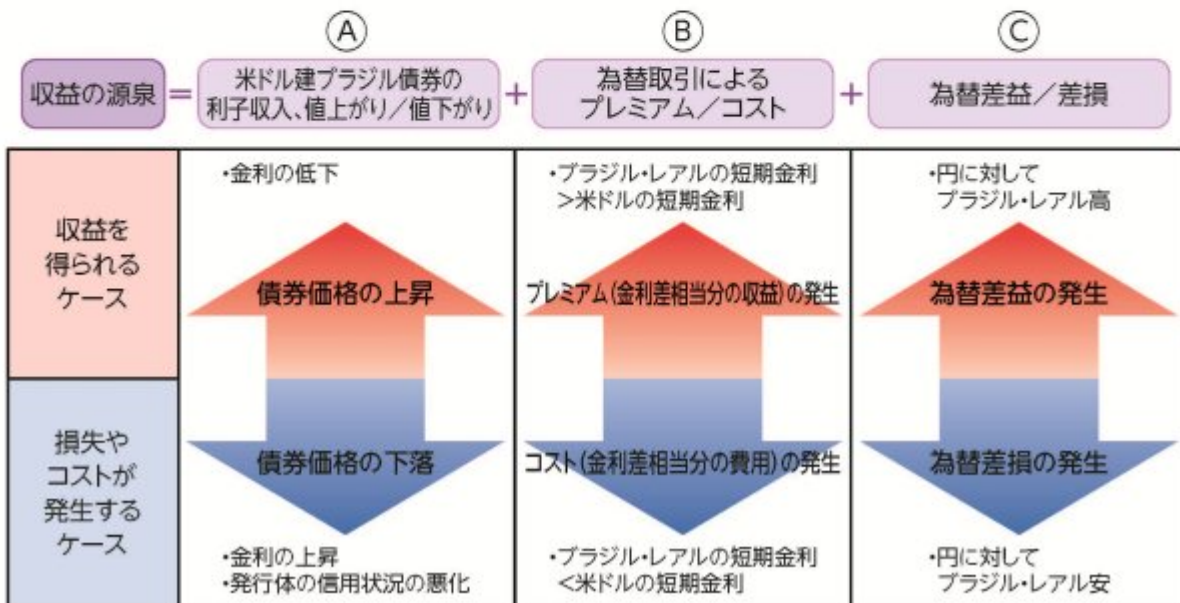 Ⓐ
Ⓑ
Ⓒ
収益の源泉
=
米ドル建ブラジル債券の
利子収入、値上がり/値下がり
+
為替取引による
プレミアム/コスト
+
為替差益/差損
収益を
得られる
ケース
・金利の低下
債券価格の上昇
・ブラジル・レアルの短期金利
>米ドルの短期金利
プレミアム(金利差相当分の収益)の発生
・円に対して
ブラジル・レアル高
為替差益の発生
損失や
コストが
発生する
ケース
債券価格の下落
・金利の上昇
・発行体の信用状況の悪化
コスト(金利差相当分の費用)の発生
・ブラジル・レアルの短期金利
<米ドルの短期金利
為替差損の発生
・円に対して
ブラジル・レアル安